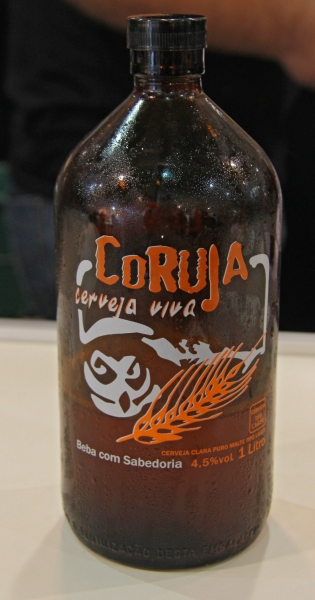 CORUJA
cerveja viva
Beba com Sabedoria
CERVEJA CLARA PURO MALTE
4,5%vol 1 Litro